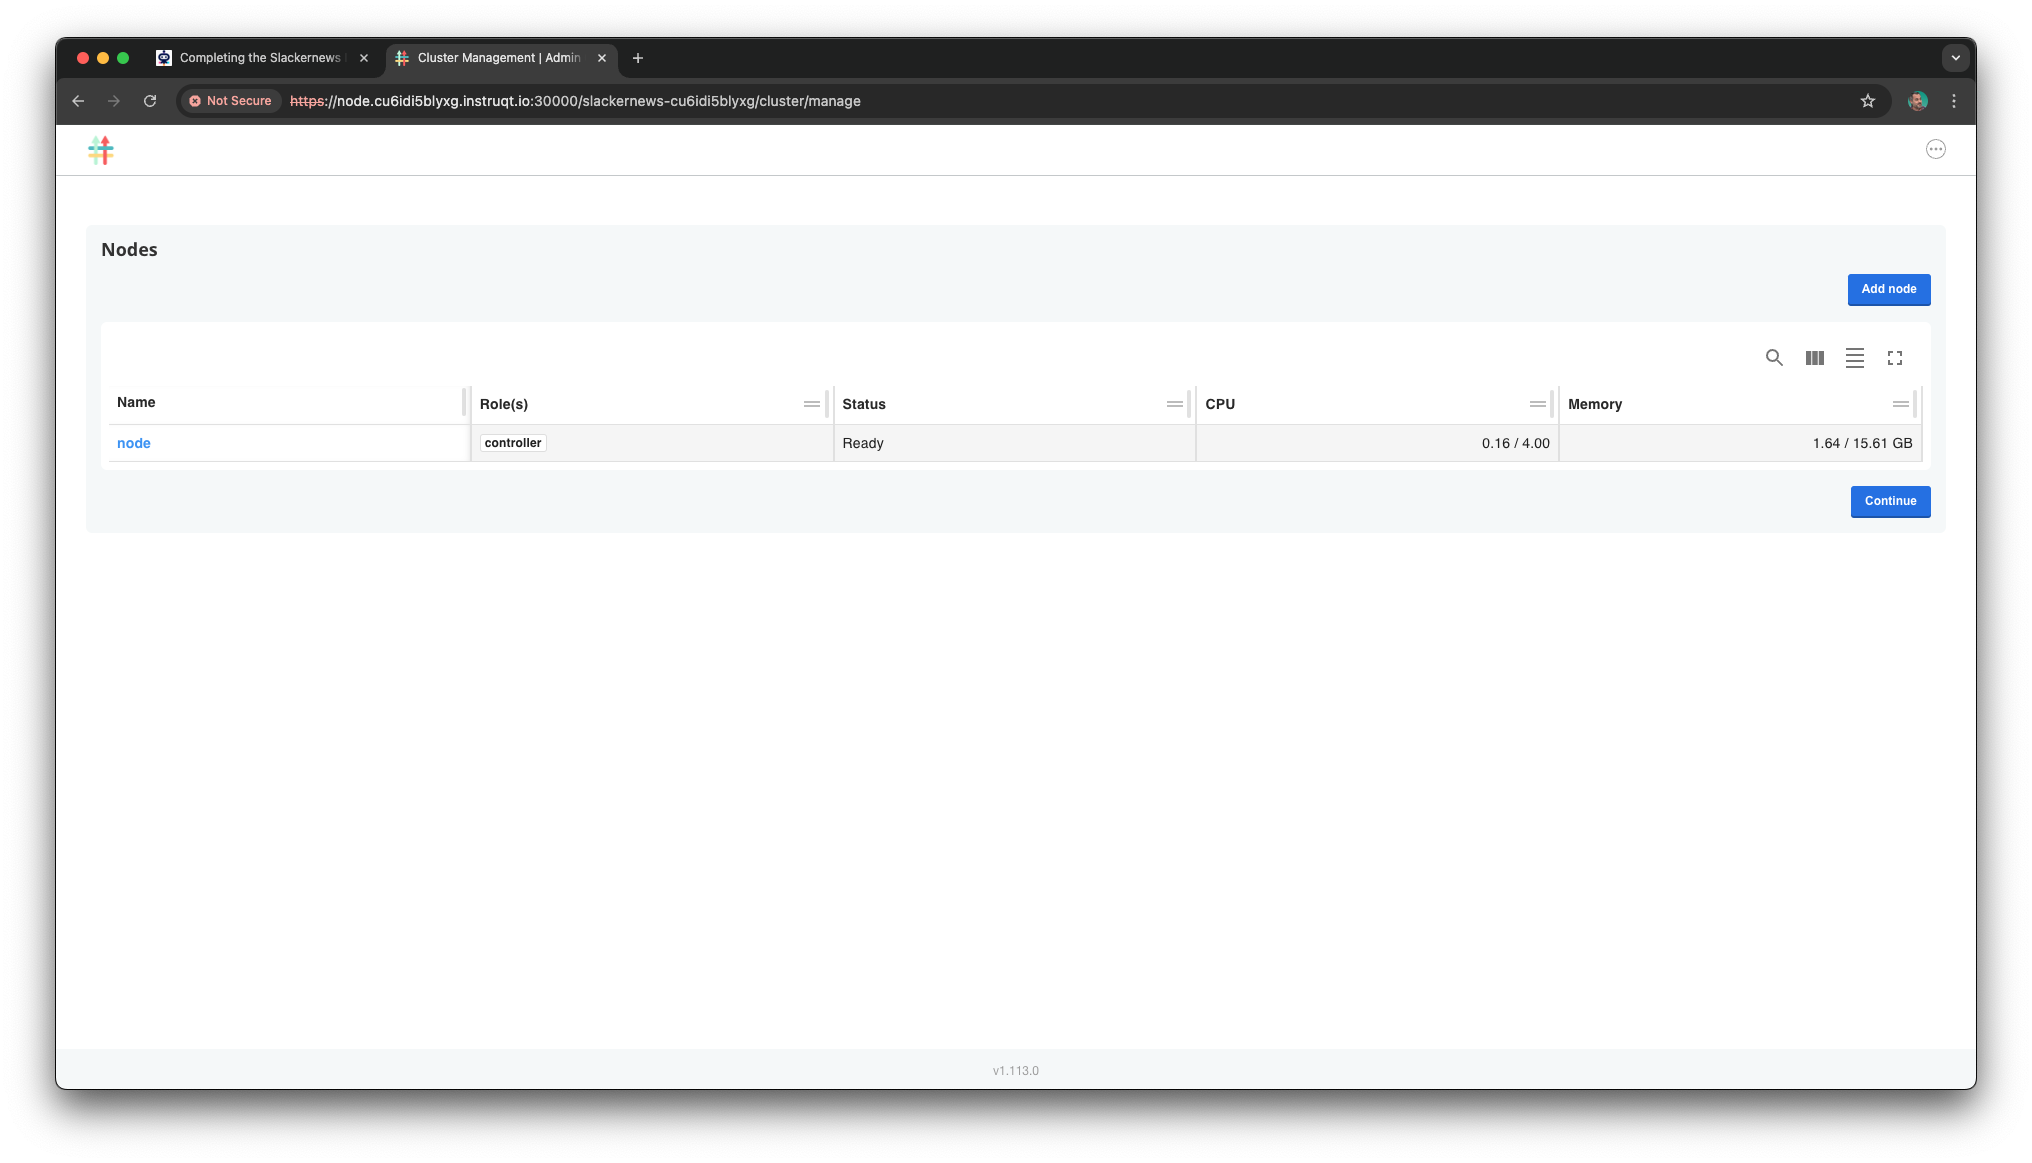 Completing the Slackernews
Cluster Management | Admin
Not Secure https://node.cu6idi5blyxg.instruqt.io:30000/slackernews-cu6idi5blyxg/cluster/manage
Nodes
Add node
Name Role(s) Status CPU Memory
node controller Ready 0.16 / 4.00 1.64 / 15.61 GB
Continue
v1.113.0